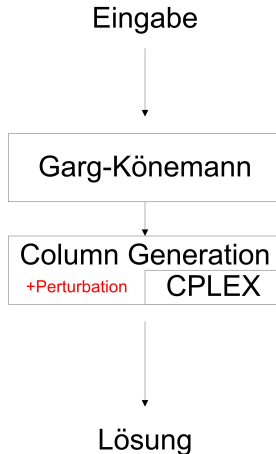 Eingabe
Garg-Könemann
Column Generation
+Perturbation
CPLEX
Lösung